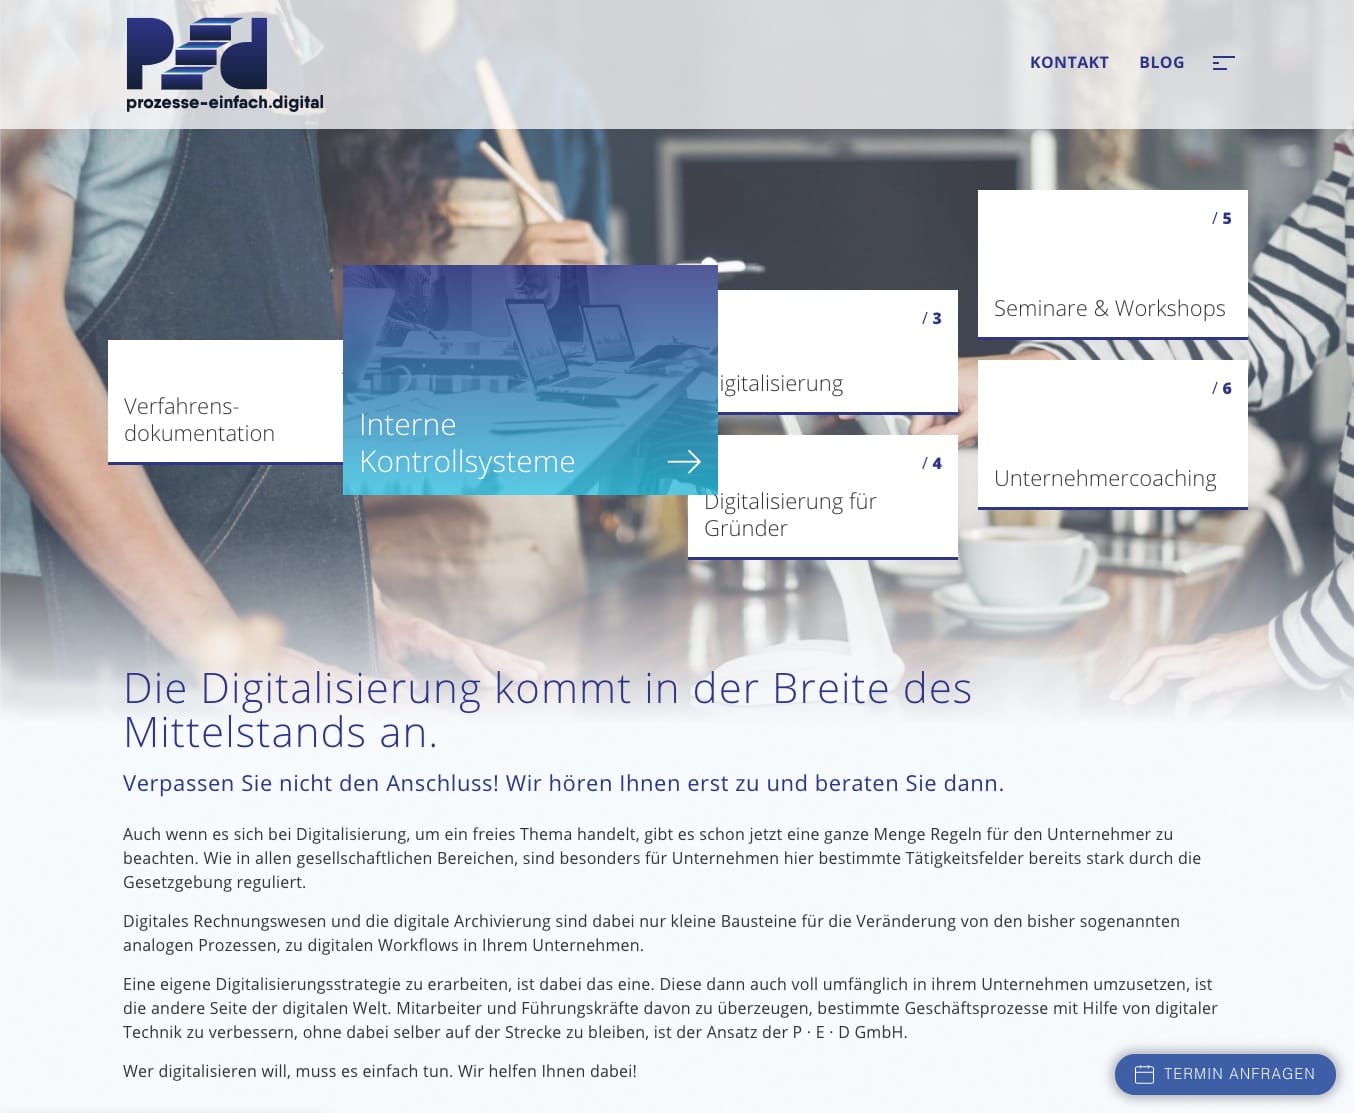 prozesse-einfach.digital
KONTAKT
BLOG
Verfahrens-
dokumentation
Interne
Kontrollsysteme
/ 3
igitalisierung
/ 4
Digitalisierung für
Gründer
/ 5
Seminare & Workshops
/ 6
Unternehmercoaching
Die Digitalisierung kommt in der Breite des
Mittelstands an.
Verpassen Sie nicht den Anschluss! Wir hören Ihnen erst zu und beraten Sie dann.
Auch wenn es sich bei Digitalisierung, um ein freies Thema handelt, gibt es schon jetzt eine ganze Menge Regeln für den Unternehmer zu
beachten. Wie in allen gesellschaftlichen Bereichen, sind besonders für Unternehmen hier bestimmte Tätigkeitsfelder bereits stark durch die
Gesetzgebung reguliert.
Digitales Rechnungswesen und die digitale Archivierung sind dabei nur kleine Bausteine für die Veränderung von den bisher sogenannten
analogen Prozessen, zu digitalen Workflows in Ihrem Unternehmen.
Eine eigene Digitalisierungsstrategie zu erarbeiten, ist dabei das eine. Diese dann auch voll umfänglich in ihrem Unternehmen umzusetzen, ist
die andere Seite der digitalen Welt. Mitarbeiter und Führungskräfte davon zu überzeugen, bestimmte Geschäftsprozesse mit Hilfe von digitaler
Technik zu verbessern, ohne dabei selber auf der Strecke zu bleiben, ist der Ansatz der P · E · D GmbH.
Wer digitalisieren will, muss es einfach tun. Wir helfen Ihnen dabei!
TERMIN ANFRAGEN